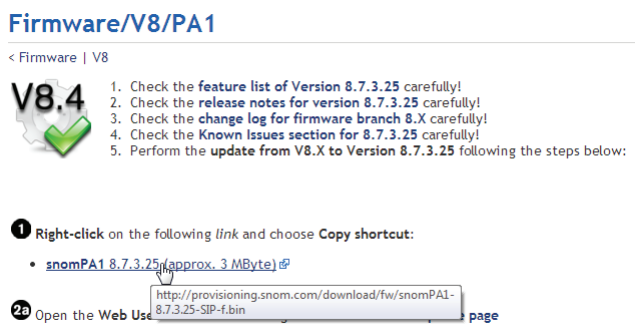 Firmware/V8/PA1
< Firmware | V8
V8.4
1. Check the feature list of Version 8.7.3.25 carefully!
2. Check the release notes for version 8.7.3.25 carefully!
3. Check the change log for firmware branch 8.X carefully!
4. Check the Known Issues section for 8.7.3.25 carefully!
5. Perform the update from V8.X to Version 8.7.3.25 following the steps below:
1 Right-click on the following link and choose Copy shortcut:
• snomPA1 8.7.3.25 (approx. 3 MByte)
http://provisioning.snom.com/download/fw/snomPA1-
8.7.3.25-SIP-f.bin
2a Open the Web page